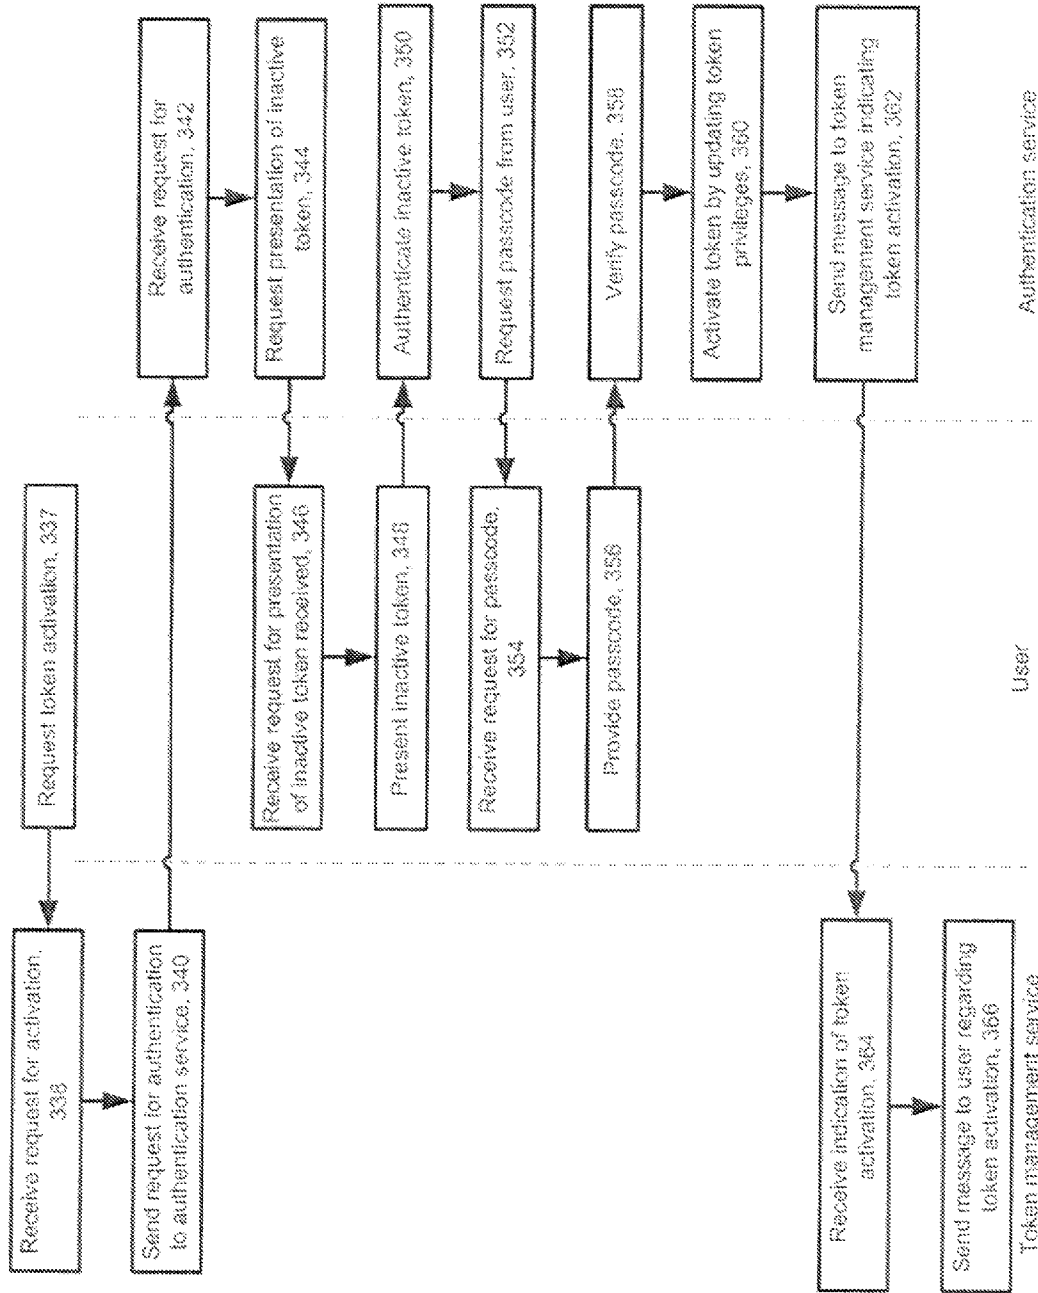 Request token activation, 337
Receive request for activation,
338
Send request for authentication
to authentication service, 340
Receive request for
authentication, 342
Request presentation of inactive
token, 344
Receive request for presentation
of inactive token received, 346
Present inactive token, 348
Authenticate inactive token, 350
Request passcode from user, 352
Receive request for passcode,
354
Provide passcode, 356
Verify passcode, 358
Activate token by updating token
privileges, 360
Send message to token
management service indicating
token activation, 362
Receive indication of token
activation, 364
Send message to user regarding
token activation, 366
Token management service
User
Authentication service